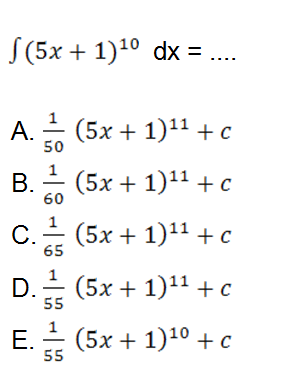 ∫(5x + 1)¹⁰ dx = ....
A. 1/50 (5x + 1)¹¹ + c
B. 1/60 (5x + 1)¹¹ + c
C. 1/65 (5x + 1)¹¹ + c
D. 1/55 (5x + 1)¹¹ + c
E. 1/55 (5x + 1)¹⁰ + c